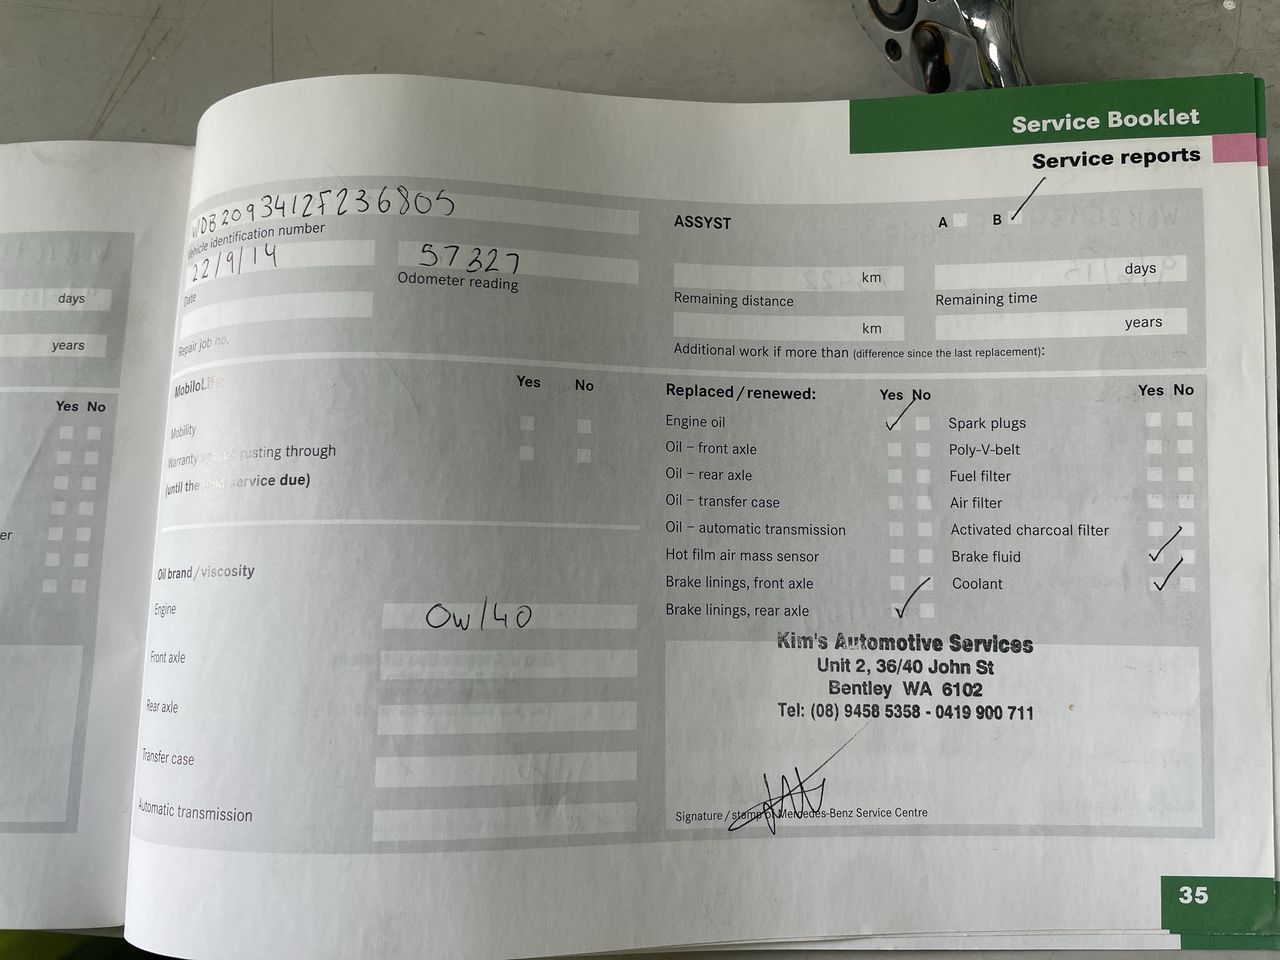 Service Booklet
Service reports
WDB2093412F236805
Vehicle identification number
22/9/14
57327
Date
Odometer reading
Repair job no.
ASSYST
A
B
km
days
Remaining distance
Remaining time
km
years
Additional work if more than (difference since the last replacement):
days
years
Yes No
er
MobiloLife:
Yes
No
Mobility
Warranty against rusting through
(until the next service due)
Oil brand/viscosity
Engine
0w/40
Front axle
Rear axle
Transfer case
Automatic transmission
Replaced/renewed:
Yes No
Yes No
Engine oil
Spark plugs
Oil – front axle
Poly-V-belt
Oil – rear axle
Fuel filter
Oil – transfer case
Air filter
Oil – automatic transmission
Activated charcoal filter
Hot film air mass sensor
Brake fluid
Brake linings, front axle
Coolant
Brake linings, rear axle
Kim's Automotive Services
Unit 2, 36/40 John St
Bentley WA 6102
Tel: (08) 9458 5358 - 0419 900 711
Signature/stamp of Mercedes-Benz Service Centre
35